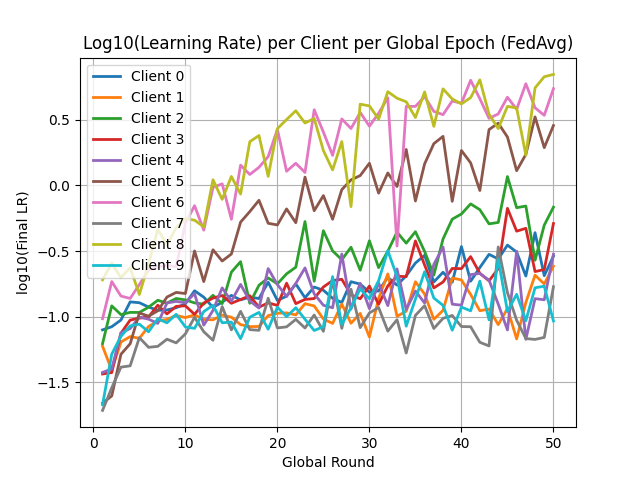 Log10(Learning Rate) per Client per Global Epoch (FedAvg)
Client 0
Client 1
Client 2
Client 3
Client 4
Client 5
Client 6
Client 7
Client 8
Client 9
log10(Final LR)
0.5
0.0
−0.5
−1.0
−1.5
0 10 20 30 40 50
Global Round